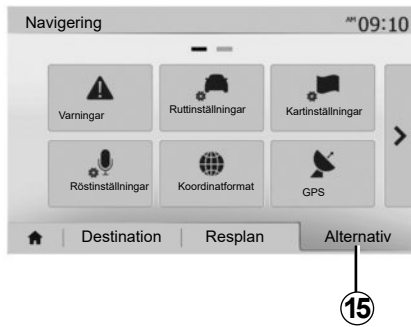 Navigering AM 09:10
Varningar Ruttinställningar Kartinställningar
Röstinställningar Koordinatformat GPS
Destination Resplan Alternativ
15